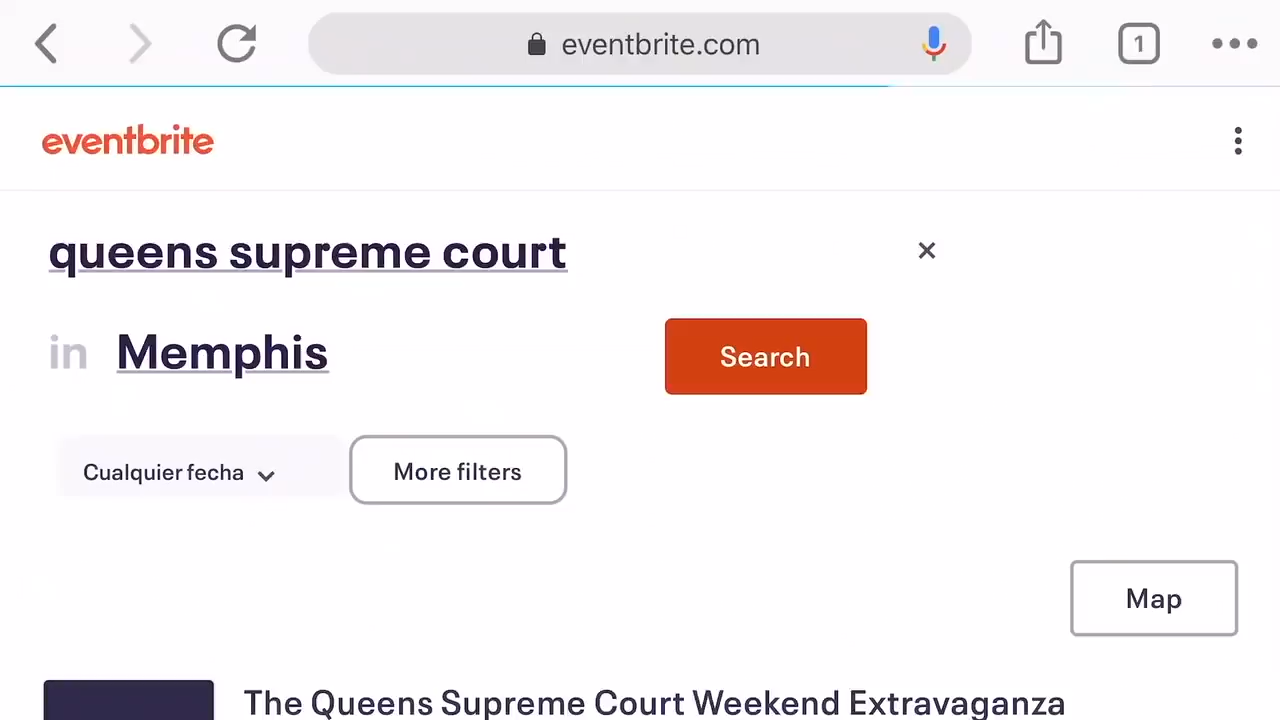 eventbrite.com
1
eventbrite
queens supreme court
in Memphis
Search
Cualquier fecha
More filters
Map
The Queens Supreme Court Weekend Extravaganza